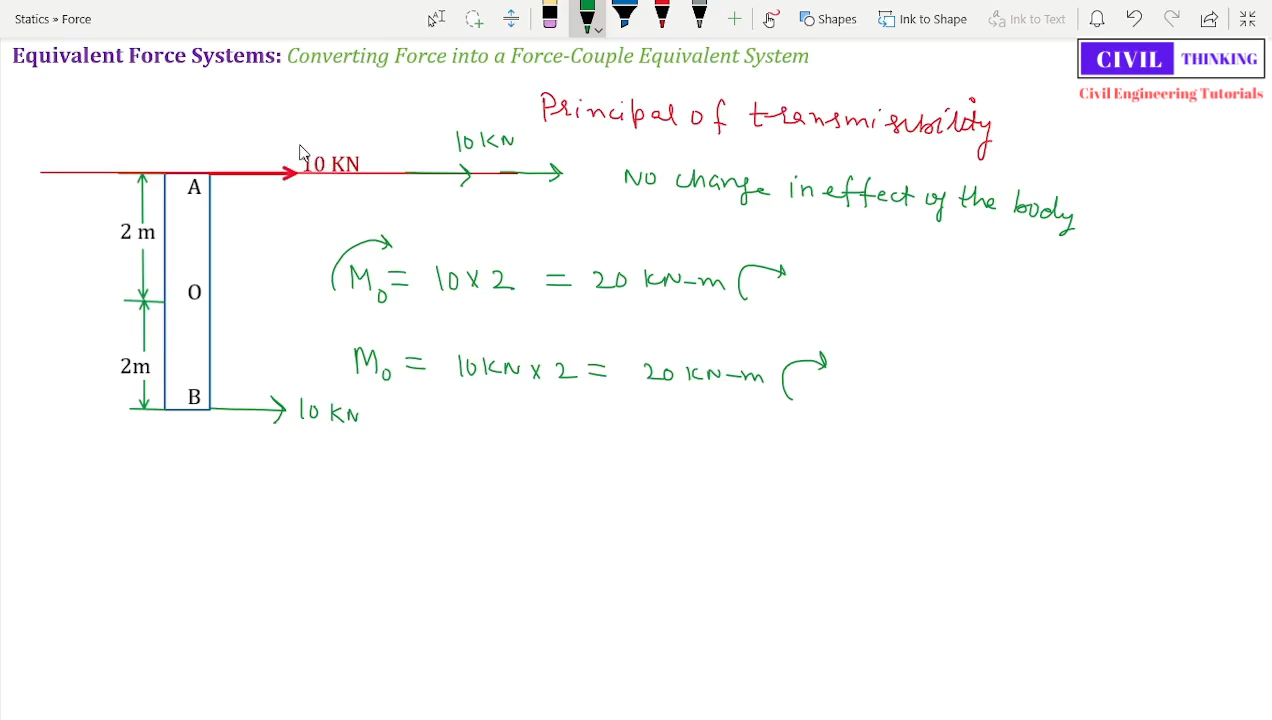 Statics » Force
Shapes
Ink to Shape
Ink to Text
Equivalent Force Systems: Converting Force into a Force-Couple Equivalent System
CIVIL THINKING
Civil Engineering Tutorials
Principal of transmissibility
10 KN
10 KN
No change in effect of the body
A
2 m
M₀ = 10 × 2 = 20 KN-m
O
2m
M₀ = 10KN × 2 = 20 KN-m
B
10 KN